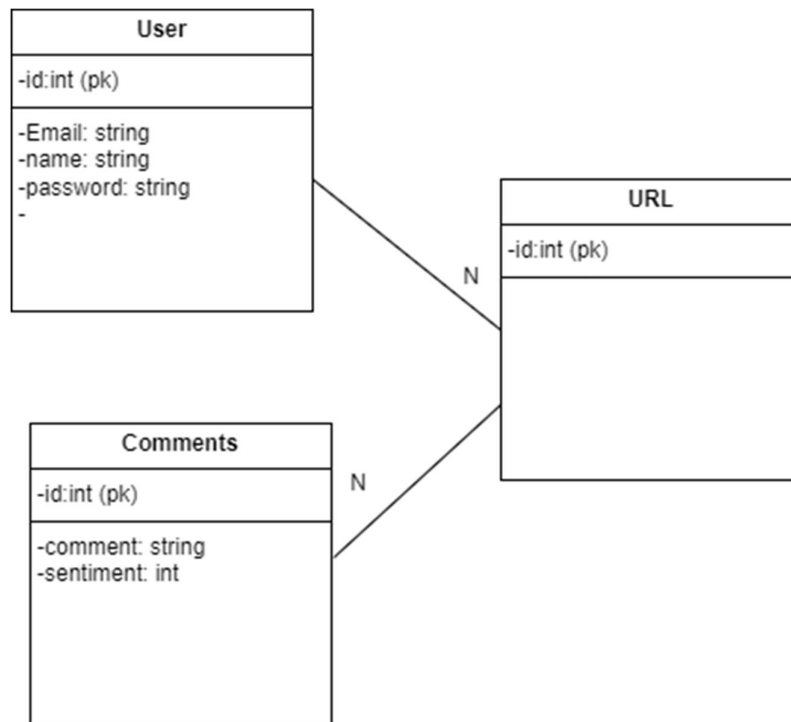 User
-id:int (pk)
-Email: string
-name: string
-password: string
-
URL
-id:int (pk)
N
Comments
-id:int (pk)
N
-comment: string
-sentiment: int